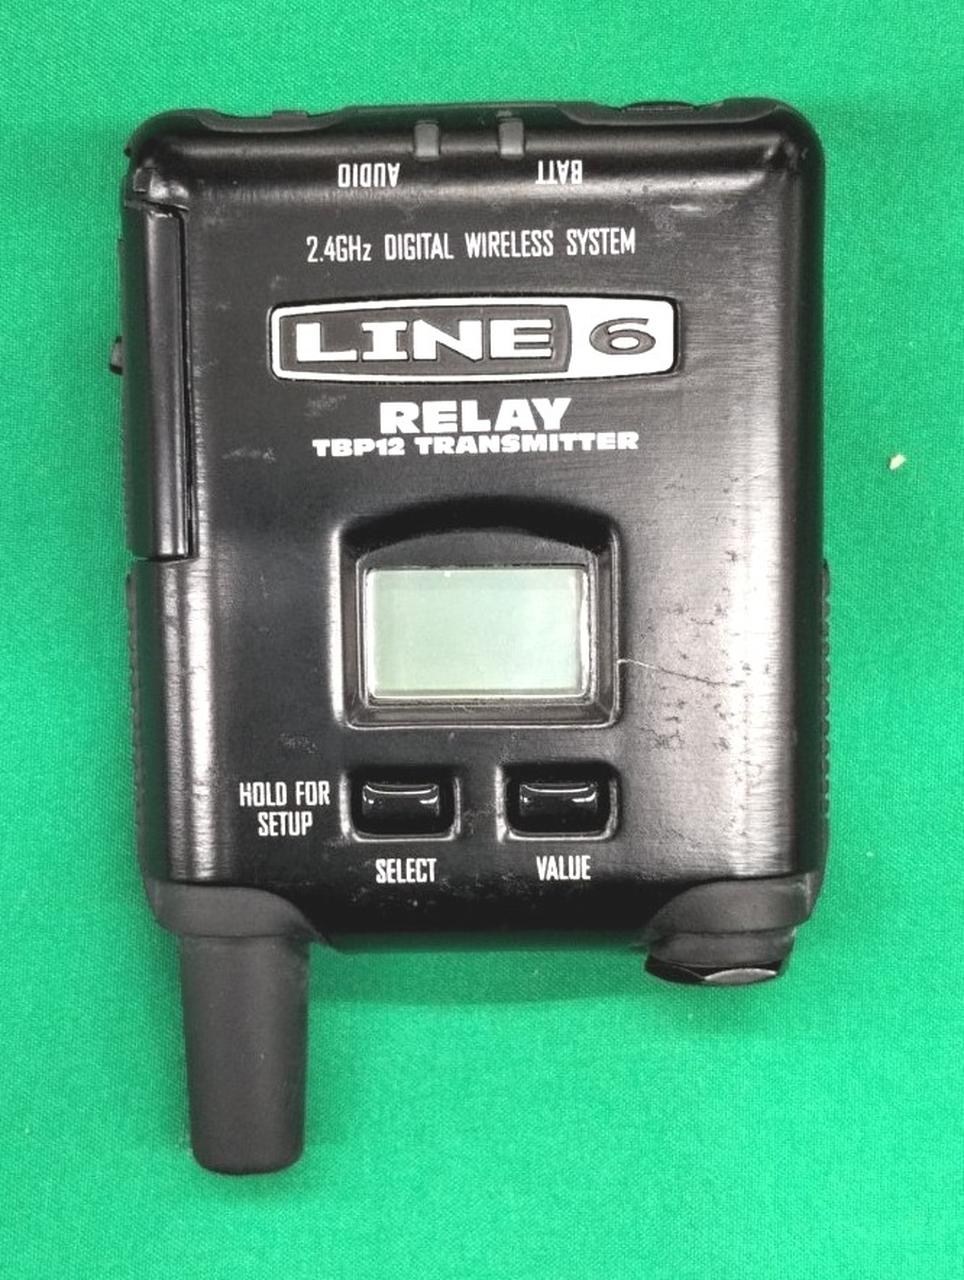 AUDIO BATT
2.4GHz DIGITAL WIRELESS SYSTEM
LINE 6
RELAY
TBP12 TRANSMITTER
HOLD FOR
SETUP
SELECT VALUE